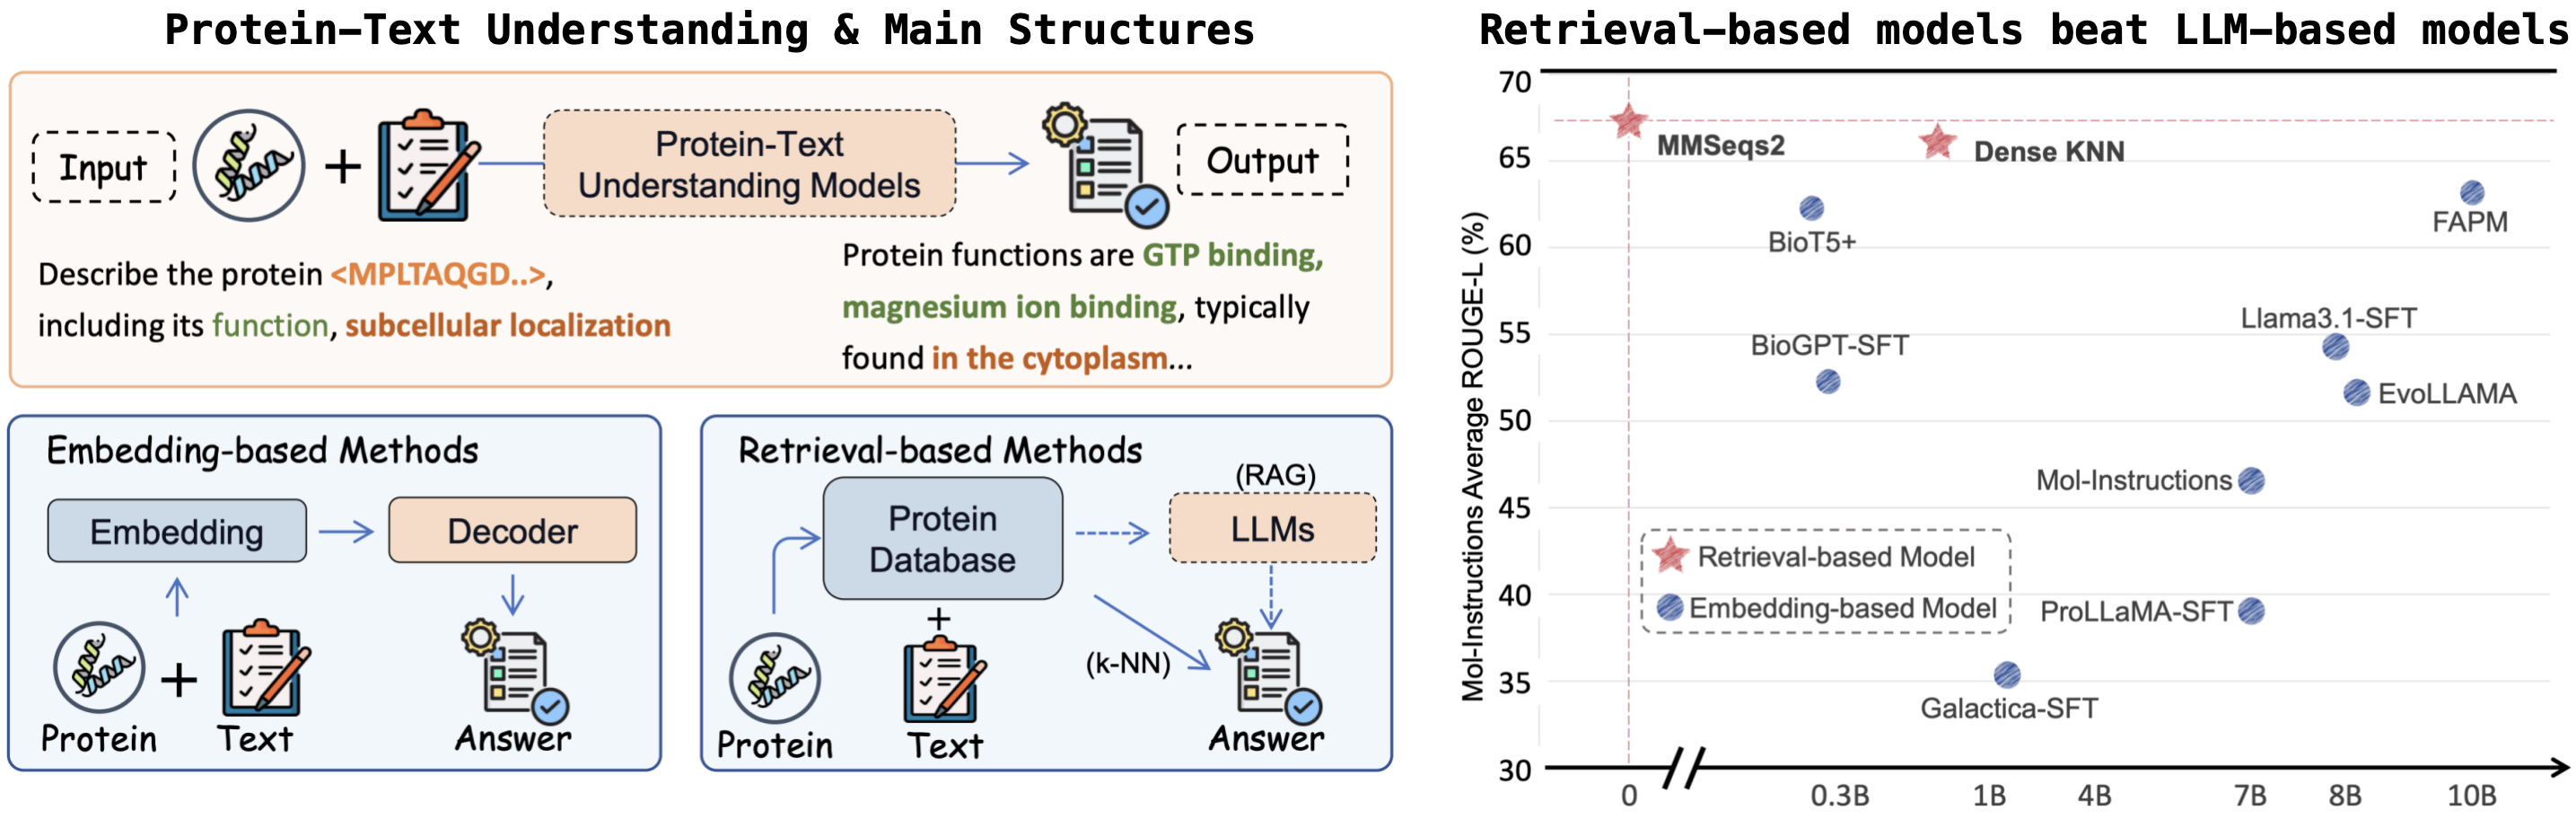 Protein-Text Understanding & Main Structures
Input
+
Protein-Text
Understanding Models
Output
Describe the protein <MPLTAQGD..>,
including its function, subcellular localization
Protein functions are GTP binding,
magnesium ion binding, typically
found in the cytoplasm...
Embedding-based Methods
Embedding
Decoder
+
Protein
Text
Answer
Retrieval-based Methods
(RAG)
Protein
Database
LLMs
+
(k-NN)
Protein
Text
Answer
Retrieval-based models beat LLM-based models
Mol-Instructions Average ROUGE-L (%)
70
65
60
55
50
45
40
35
30
MMSeqs2
Dense KNN
BioT5+
FAPM
Llama3.1-SFT
BioGPT-SFT
EvoLLAMA
Mol-Instructions
Retrieval-based Model
Embedding-based Model
ProLLaMA-SFT
Galactica-SFT
0
0.3B
1B
4B
7B
8B
10B